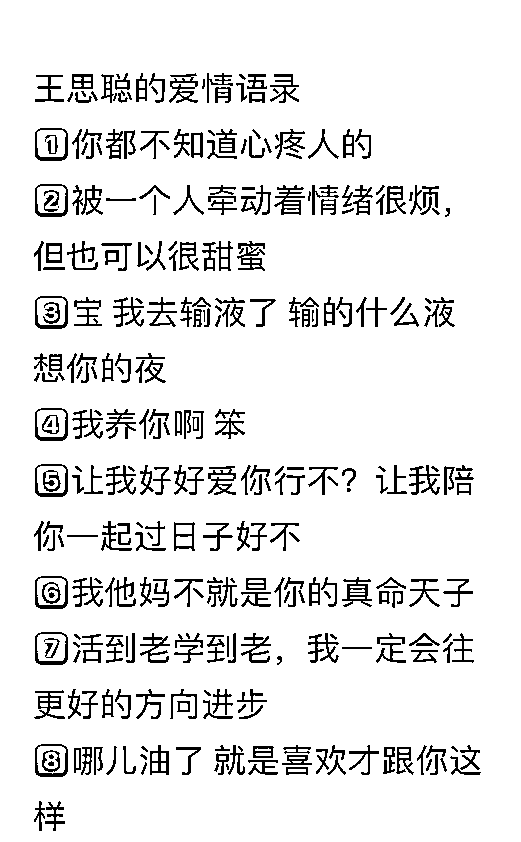 王思聪的爱情语录
1️⃣你都不知道心疼人的
2️⃣被一个人牵动着情绪很烦，
但也可以很甜蜜
3️⃣宝 我去输液了 输的什么液
想你的夜
4️⃣我养你啊 笨
5️⃣让我好好爱你行不？让我陪
你一起过日子好不
6️⃣我他妈不就是你的真命天子
7️⃣活到老学到老，我一定会往
更好的方向进步
8️⃣哪儿油了 就是喜欢才跟你这
样